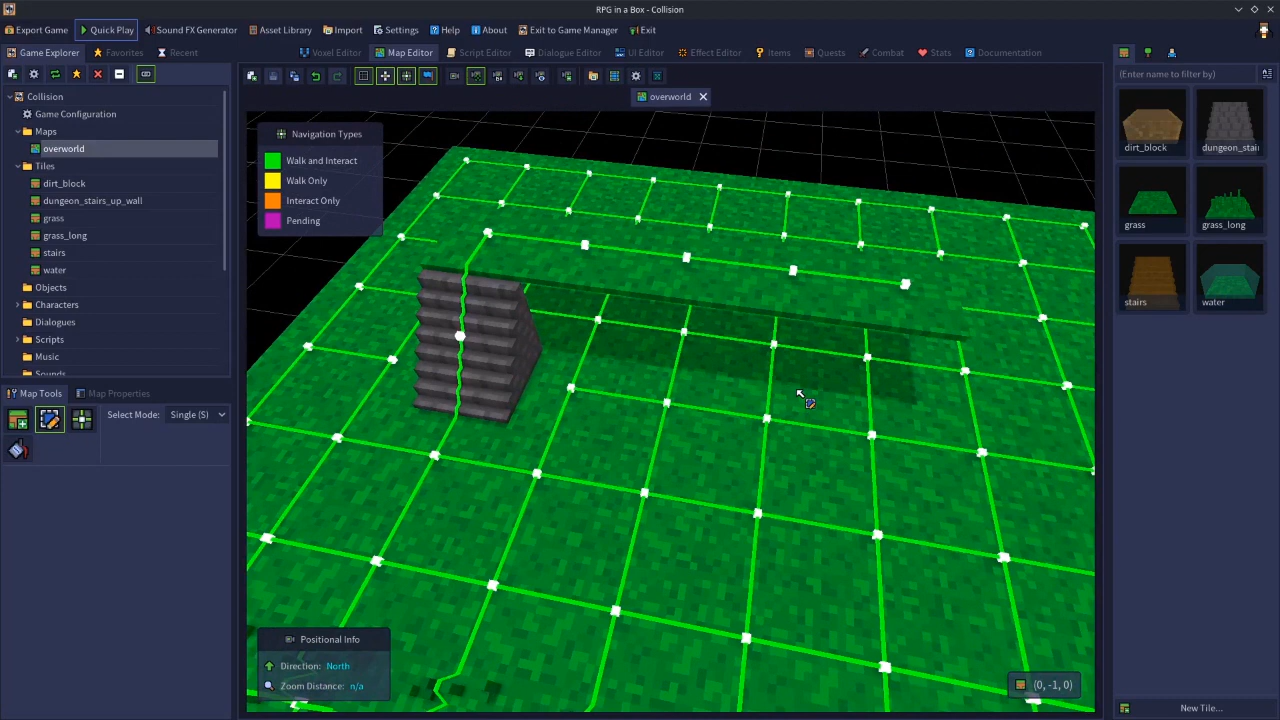 RPG in a Box - Collision
Export Game
Quick Play
Sound FX Generator
Asset Library
Import
Settings
Help
About
Exit to Game Manager
Exit
Game Explorer
Favorites
Recent
Voxel Editor
Map Editor
Script Editor
Dialogue Editor
UI Editor
Effect Editor
Items
Quests
Combat
Stats
Documentation
(Enter name to filter by)
overworld
Collision
Game Configuration
Maps
overworld
Tiles
dirt_block
dungeon_stairs_up_wall
grass
grass_long
stairs
water
Objects
Characters
Dialogues
Scripts
Music
Sounds
Map Tools
Map Properties
Select Mode:
Single (S)
Navigation Types
Walk and Interact
Walk Only
Interact Only
Pending
Positional Info
Direction: North
Zoom Distance: n/a
(0, -1, 0)
dirt_block
dungeon_stair
grass
grass_long
stairs
water
New Tile...